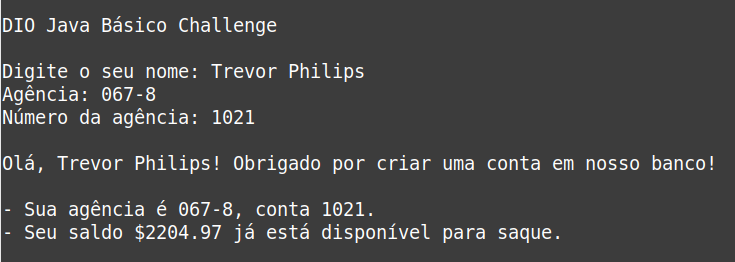 DIO Java Básico Challenge
Digite o seu nome: Trevor Philips
Agência: 067-8
Número da agência: 1021
Olá, Trevor Philips! Obrigado por criar uma conta em nosso banco!
- Sua agência é 067-8, conta 1021.
- Seu saldo $2204.97 já está disponível para saque.